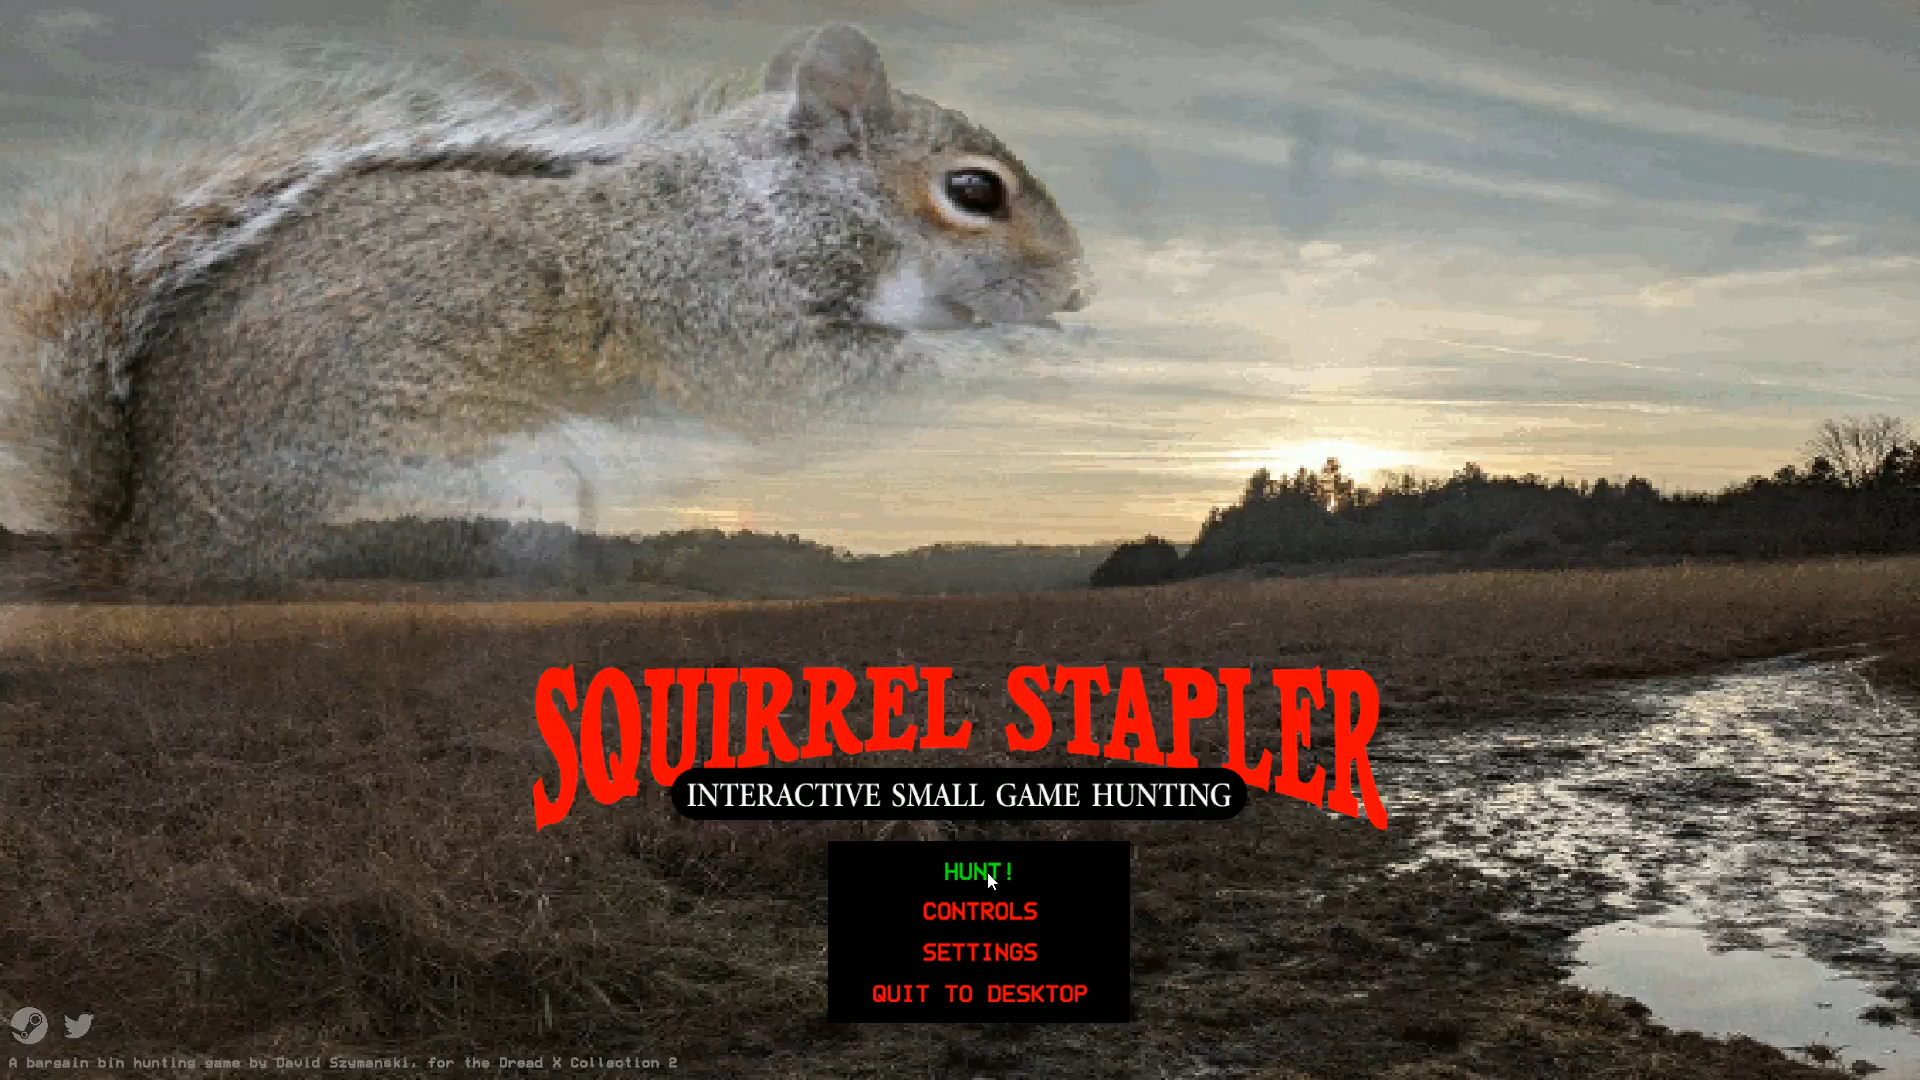 SQUIRREL STAPLER
INTERACTIVE SMALL GAME HUNTING
HUNT!
CONTROLS
SETTINGS
QUIT TO DESKTOP
A bargain bin hunting game by David Szymanski, for the Dread X Collection 2